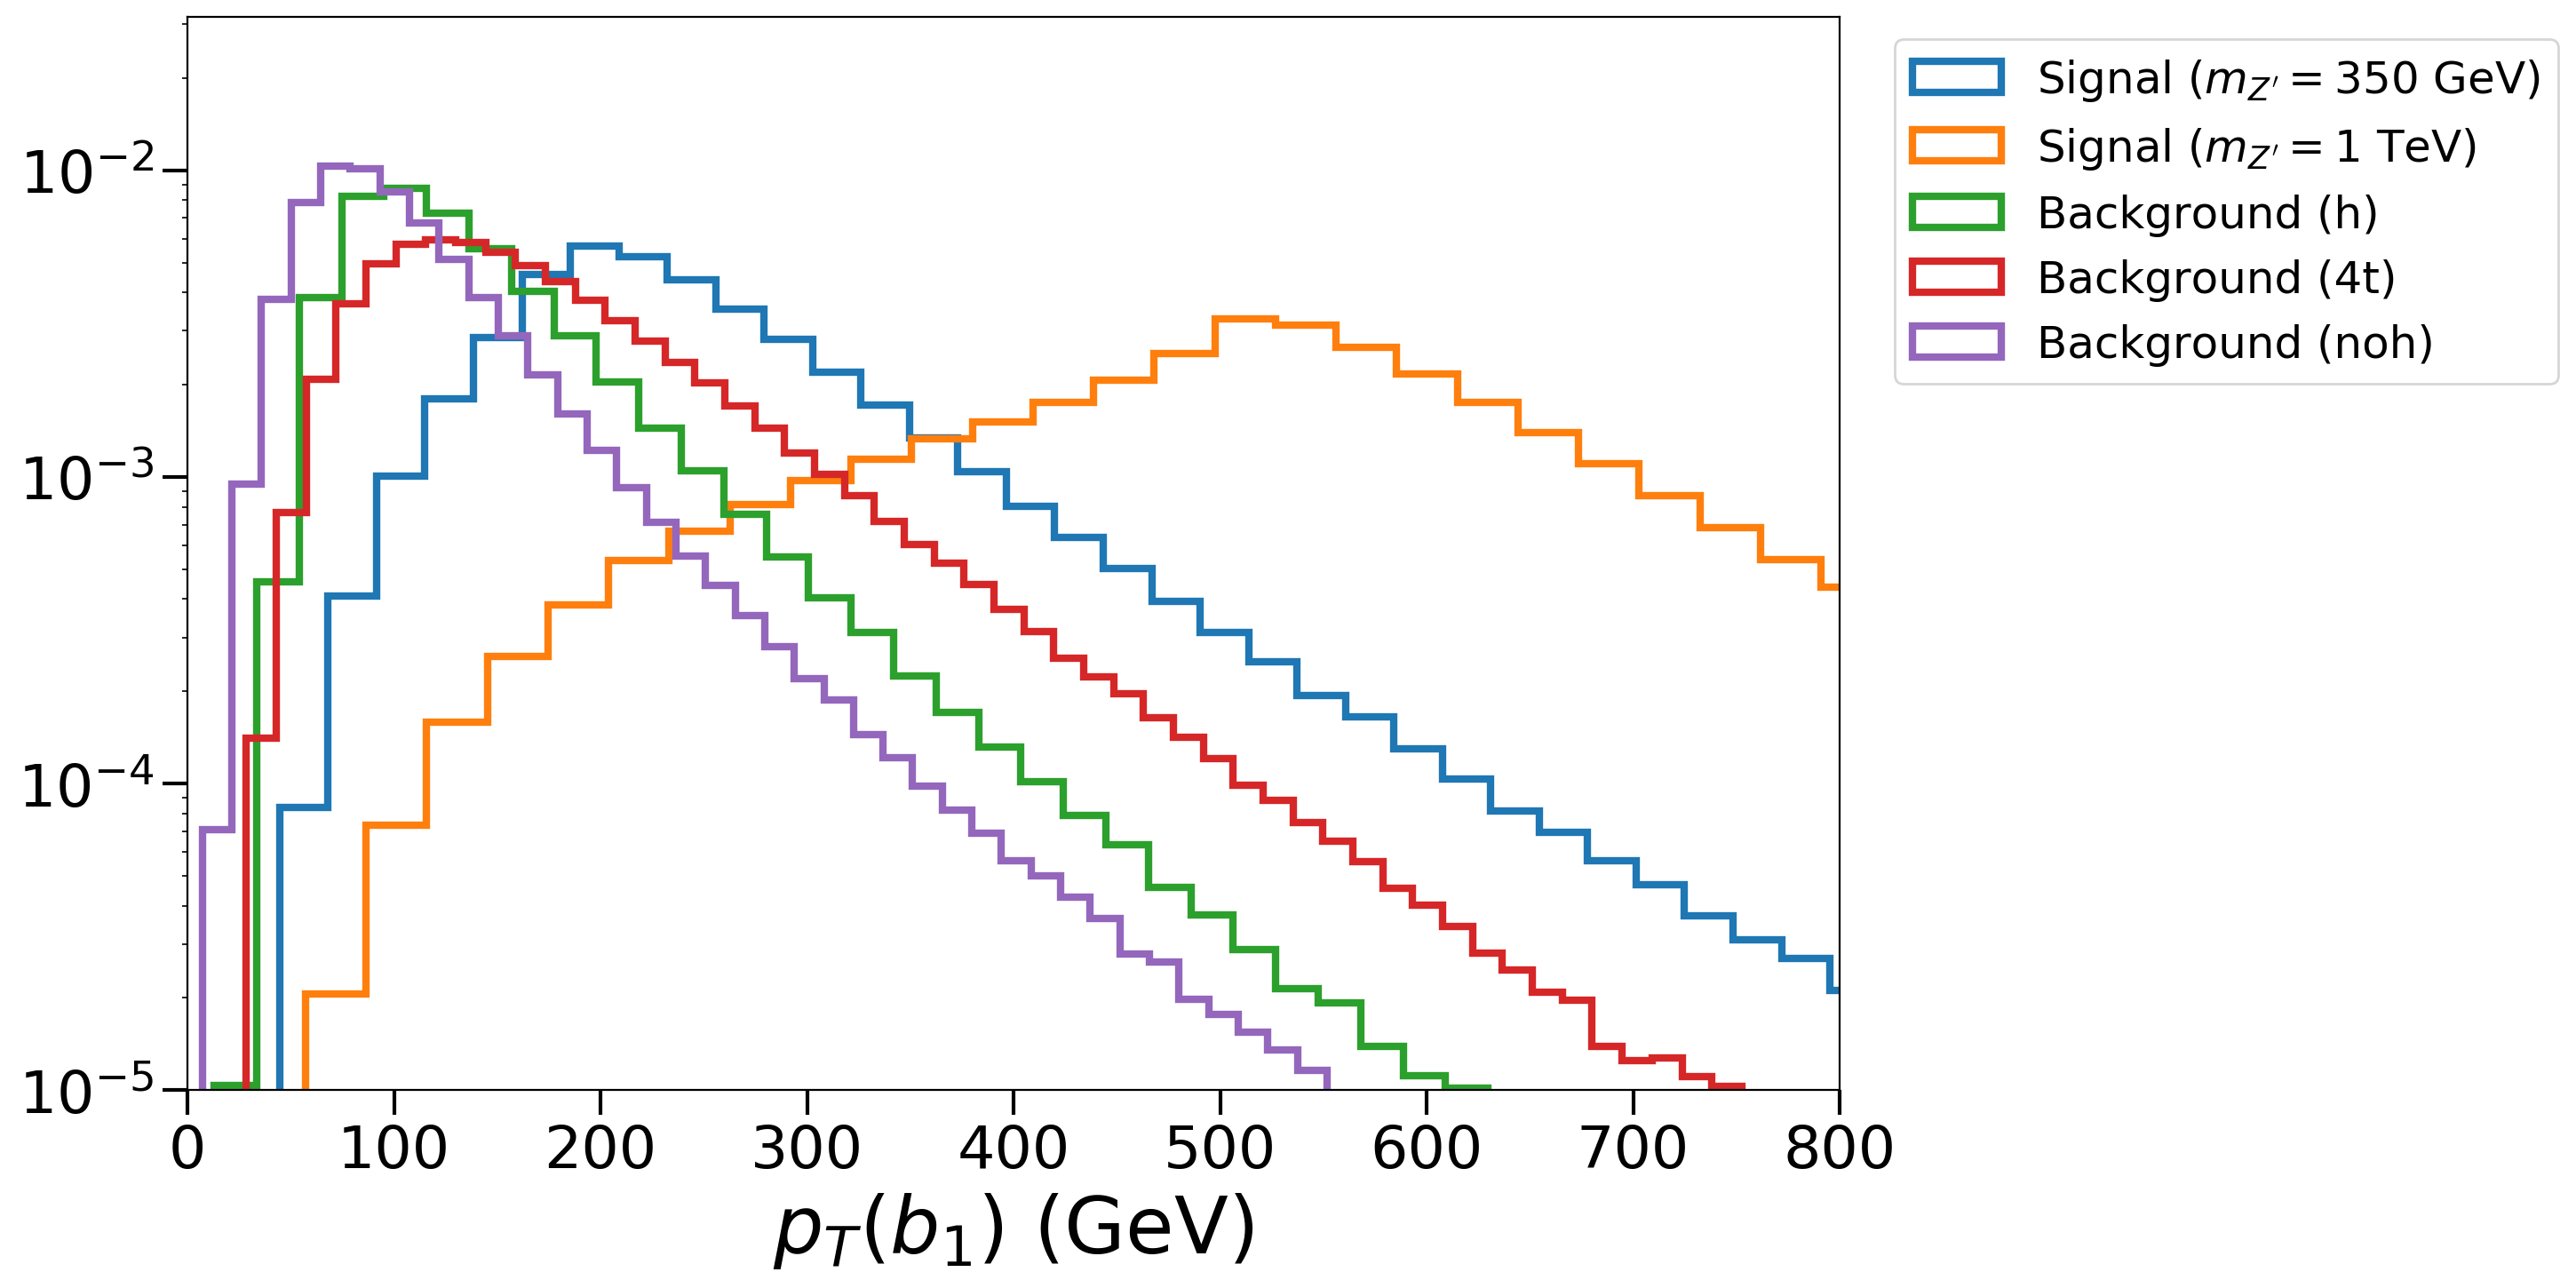 10⁻²
10⁻³
10⁻⁴
10⁻⁵
0 100 200 300 400 500 600 700 800
p_T(b_1) (GeV)
Signal (m_{Z'} = 350 GeV)
Signal (m_{Z'} = 1 TeV)
Background (h)
Background (4t)
Background (noh)